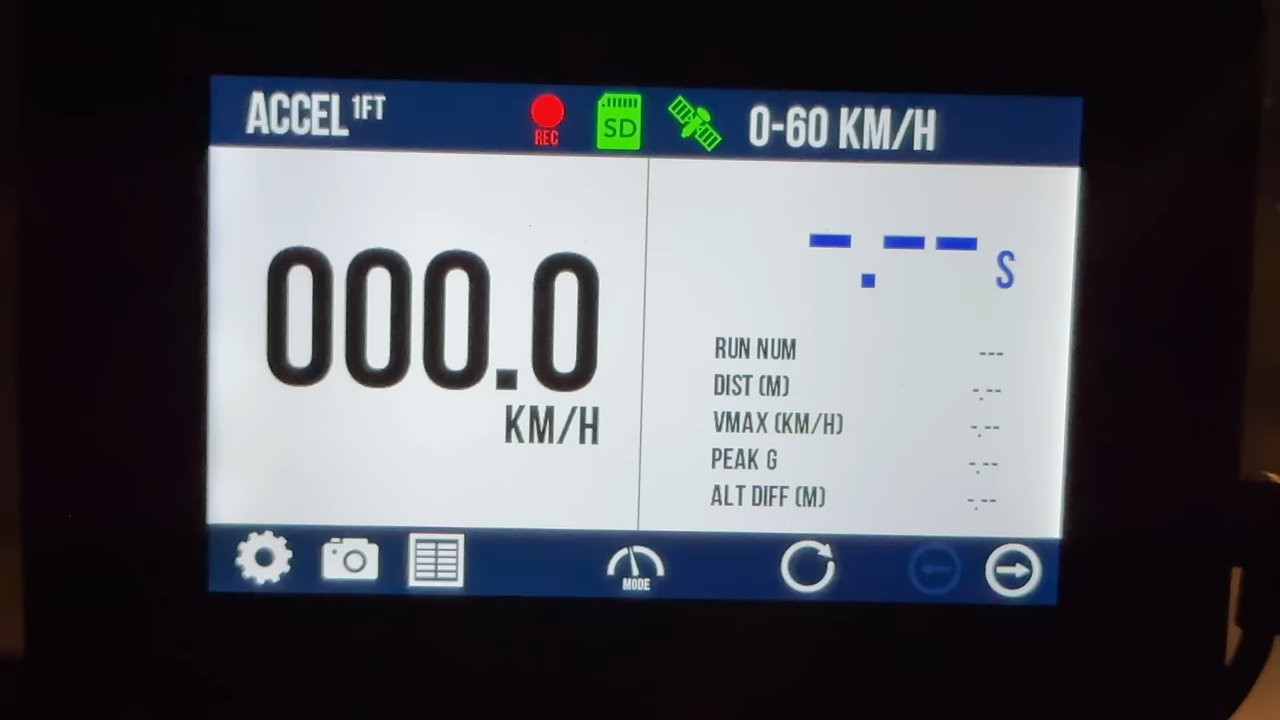 ACCEL 1FT
REC
SD
0-60 KM/H
000.0
KM/H
-.-- S
RUN NUM ---
DIST (M) -.--
VMAX (KM/H) -.--
PEAK G -.--
ALT DIFF (M) -.--
MODE